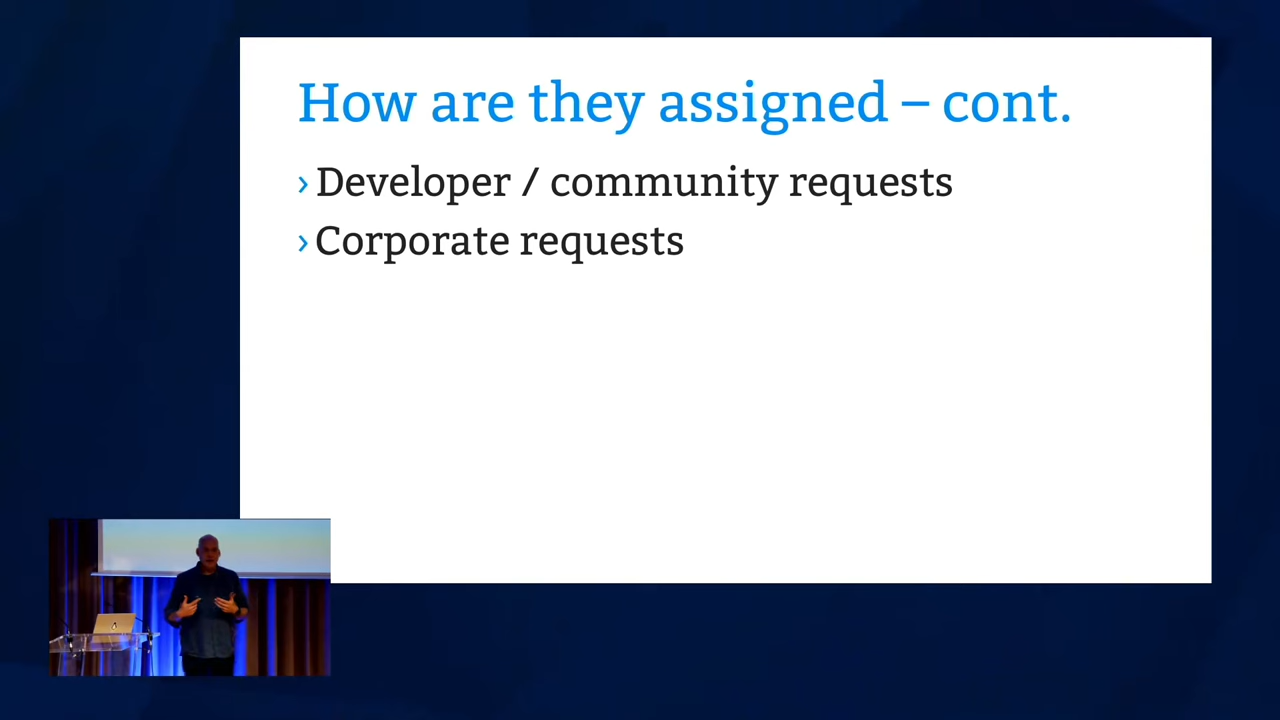 How are they assigned – cont.
› Developer / community requests
› Corporate requests